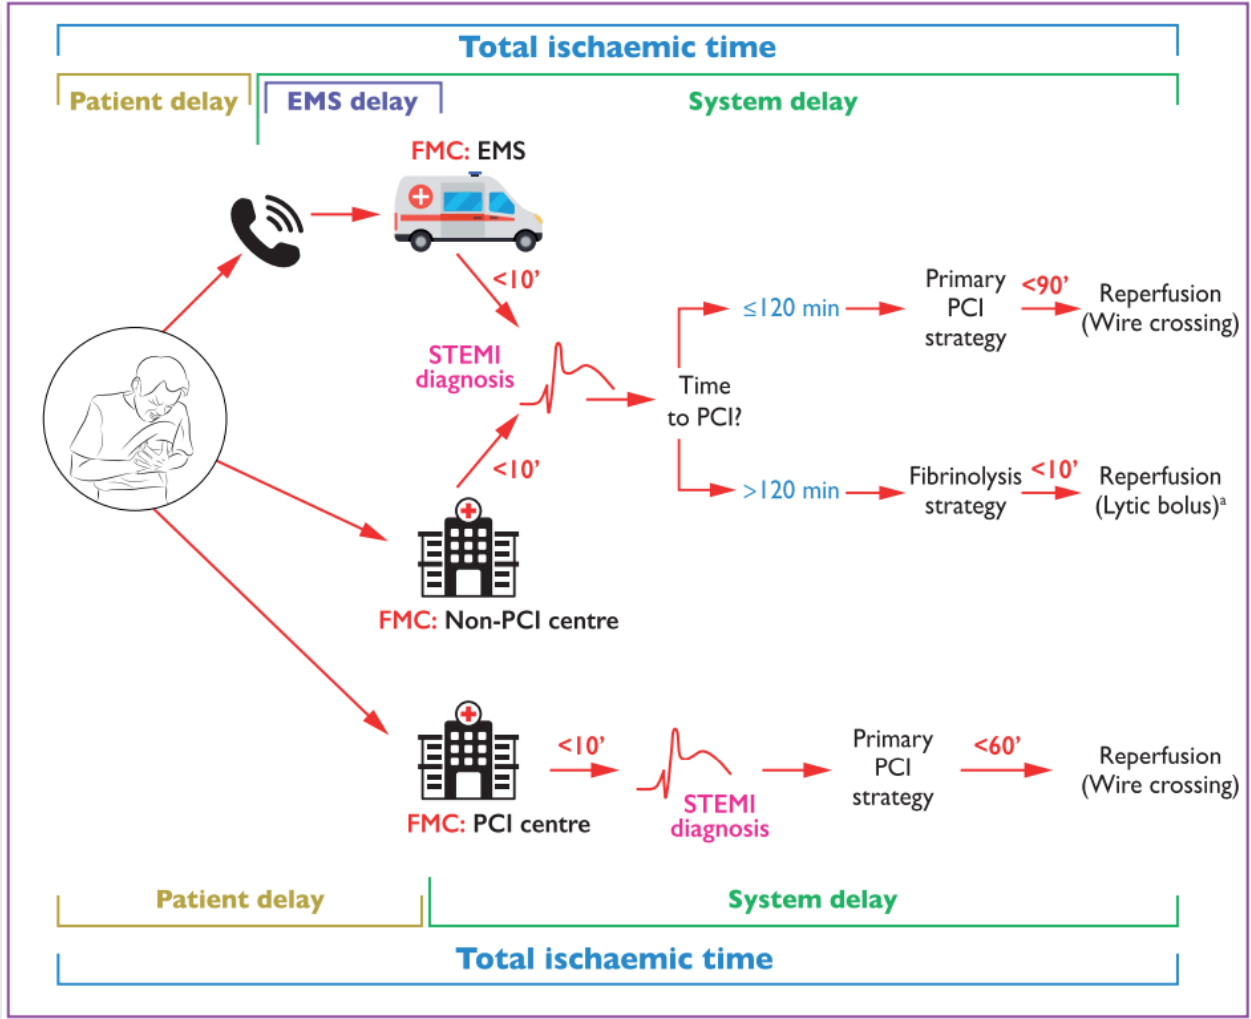 Total ischaemic time
Patient delay
EMS delay
System delay
FMC: EMS
<10’
STEMI
diagnosis
<10’
FMC: Non-PCI centre
Time
to PCI?
≤120 min
Primary
PCI
strategy
<90’
Reperfusion
(Wire crossing)
>120 min
Fibrinolysis
strategy
<10’
Reperfusion
(Lytic bolus)ᵃ
FMC: PCI centre
<10’
STEMI
diagnosis
Primary
PCI
strategy
<60’
Reperfusion
(Wire crossing)
Patient delay
System delay
Total ischaemic time